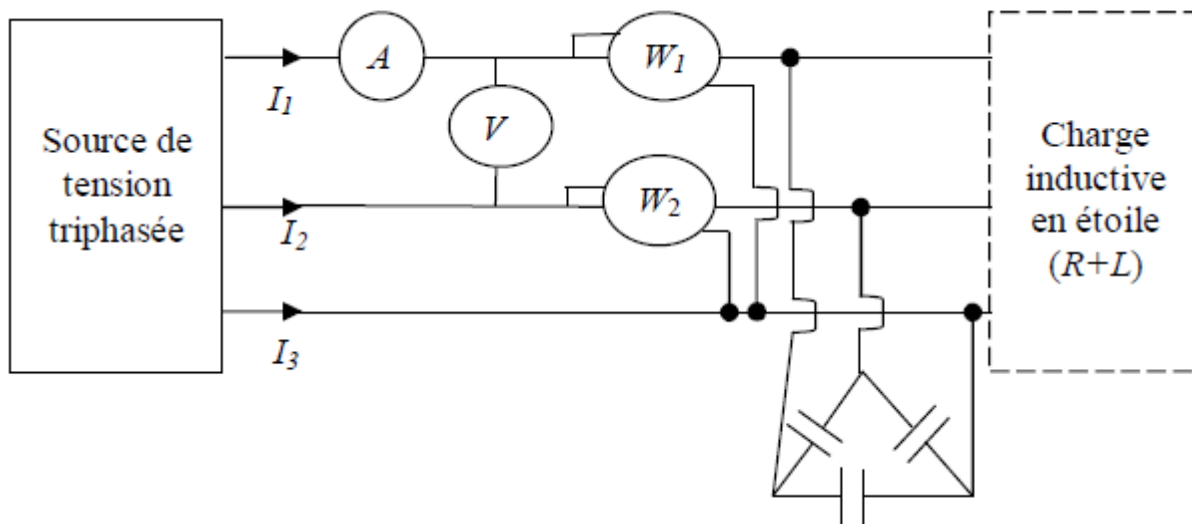 Source de
tension
triphasée
I1
I2
I3
A
V
W1
W2
Charge
inductive
en étoile
(R+L)